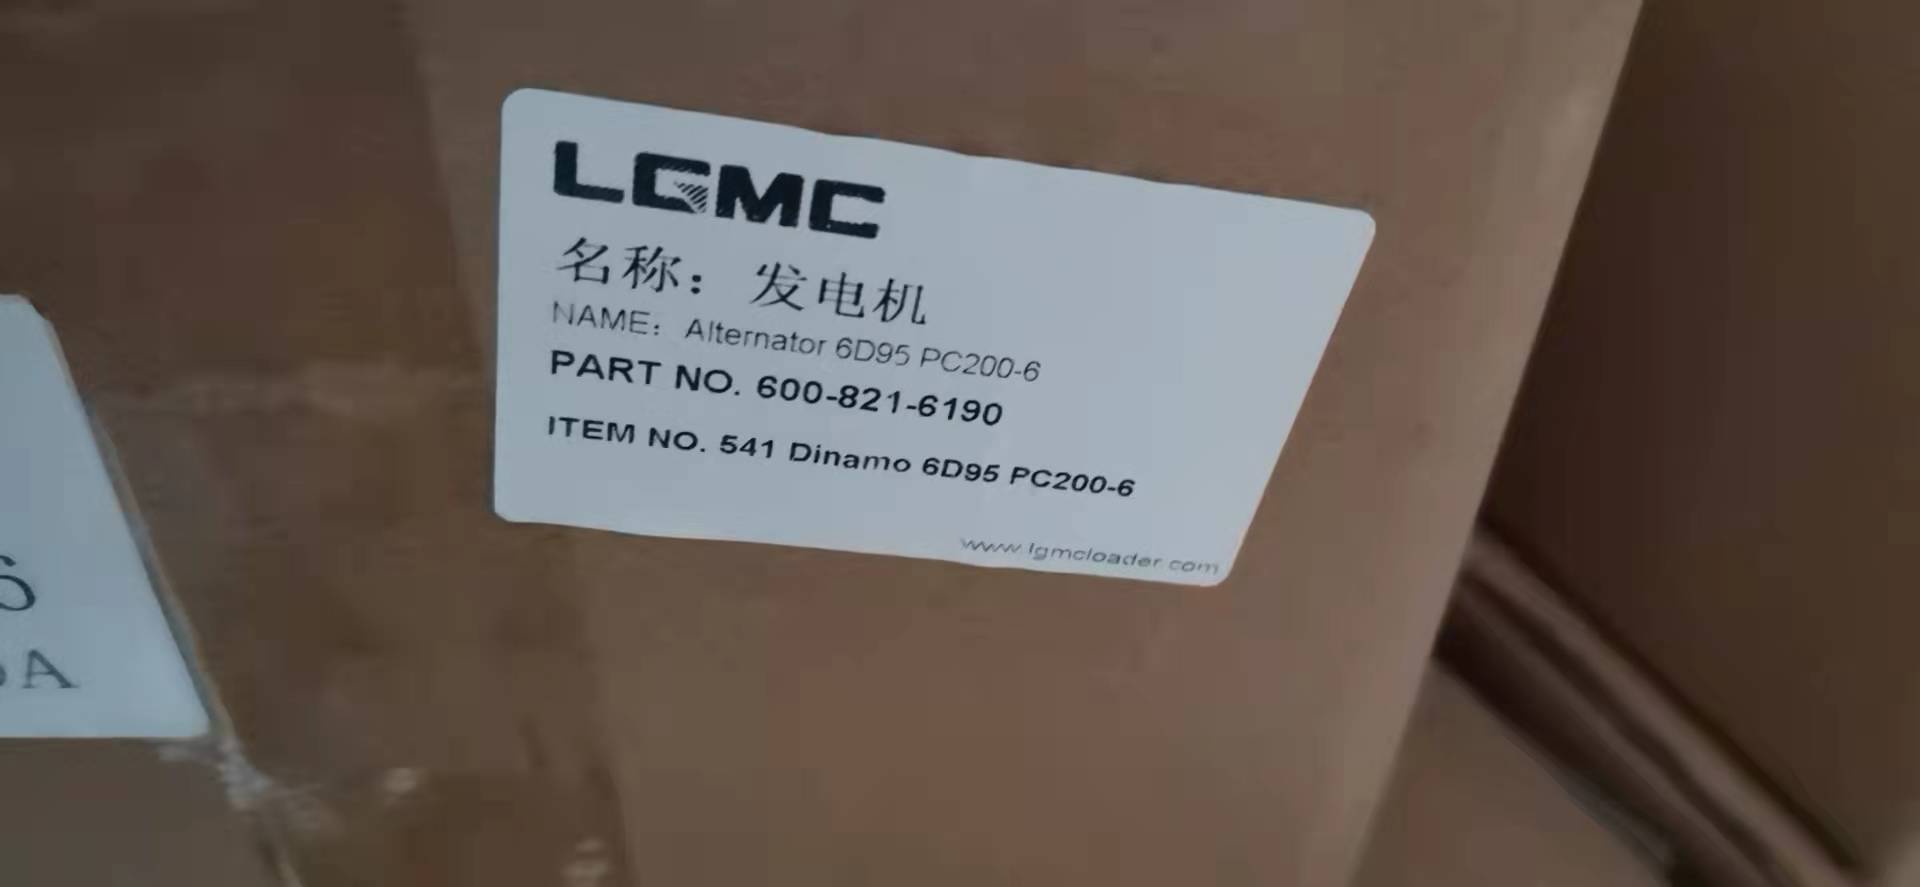 LGMC
名称：发电机
NAME：Alternator 6D95 PC200-6
PART NO. 600-821-6190
ITEM NO. 541 Dinamo 6D95 PC200-6
www.lgmcloader.com
A